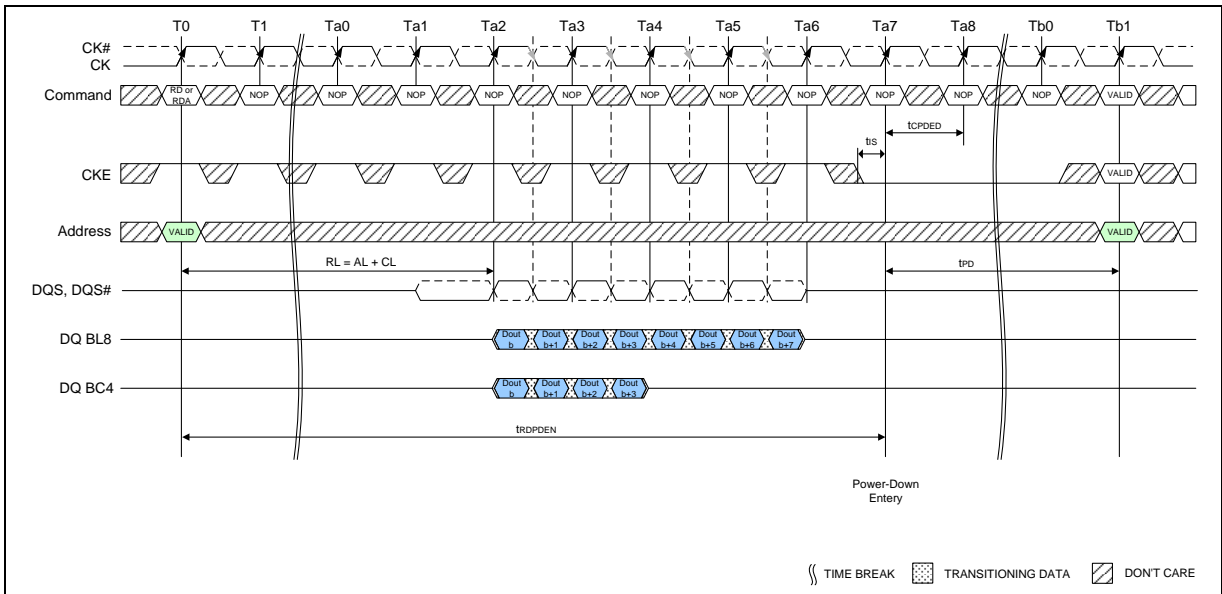 T0 T1 Ta0 Ta1 Ta2 Ta3 Ta4 Ta5 Ta6 Ta7 Ta8 Tb0 Tb1
CK#
CK
Command RD or RDA NOP NOP NOP NOP NOP NOP NOP NOP NOP NOP NOP VALID
tCPDED
tIS
CKE VALID
Address VALID VALID
RL = AL + CL tPD
DQS, DQS#
DQ BL8 Dout b Dout b+1 Dout b+2 Dout b+3 Dout b+4 Dout b+5 Dout b+6 Dout b+7
DQ BC4 Dout b Dout b+1 Dout b+2 Dout b+3
tRDPDEN
Power-Down
Entery
TIME BREAK TRANSITIONING DATA DON'T CARE